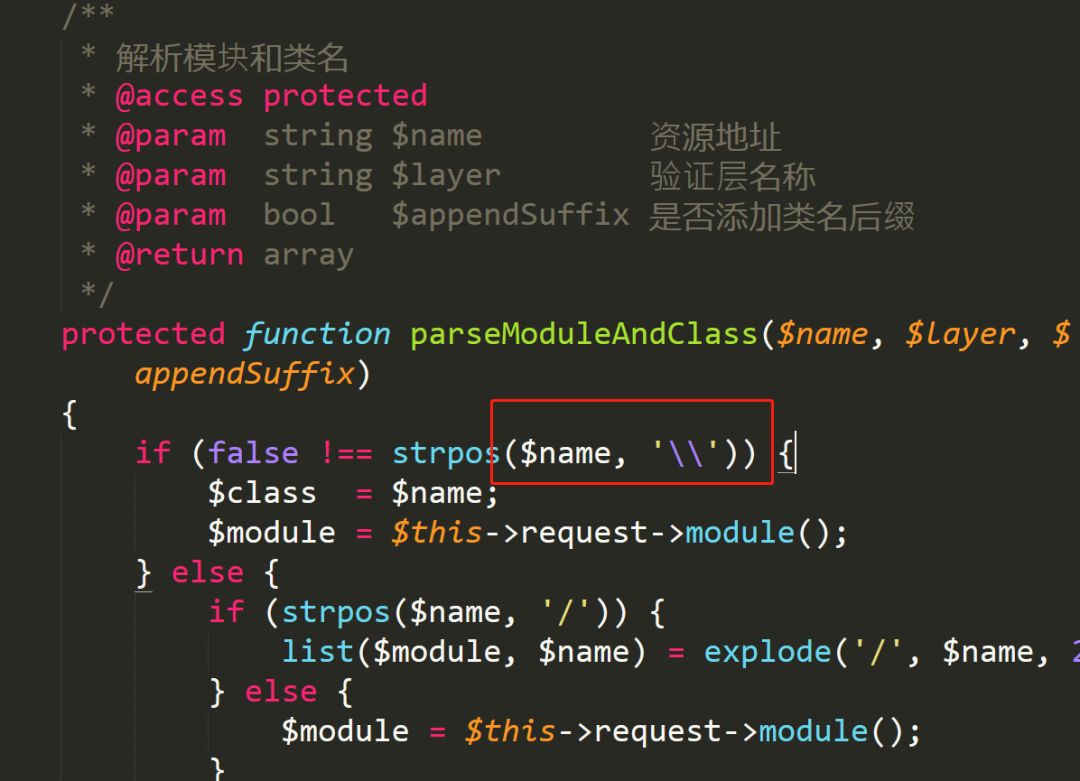 /**
 * 解析模块和类名
 * @access protected
 * @param  string $name         资源地址
 * @param  string $layer        验证层名称
 * @param  bool   $appendSuffix 是否添加类名后缀
 * @return array
 */
protected function parseModuleAndClass($name, $layer, $
    appendSuffix)
{
    if (false !== strpos($name, '\\')) {
        $class  = $name;
        $module = $this->request->module();
    } else {
        if (strpos($name, '/')) {
            list($module, $name) = explode('/', $name, 2
        } else {
            $module = $this->request->module();
        }